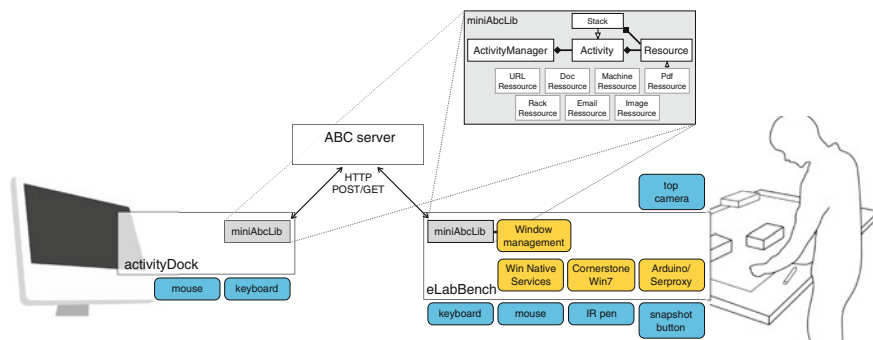 miniAbcLib
Stack
ActivityManager
Activity
Resource
URL
Ressource
Doc
Ressource
Machine
Ressource
Pdf
Ressource
Rack
Ressource
Email
Ressource
Image
Ressource
ABC server
HTTP
POST/GET
top
camera
miniAbcLib
activityDock
mouse
keyboard
miniAbcLib
Window
management
Win Native
Services
Cornerstone
Win7
Arduino/
Serproxy
eLabBench
keyboard
mouse
IR pen
snapshot
button